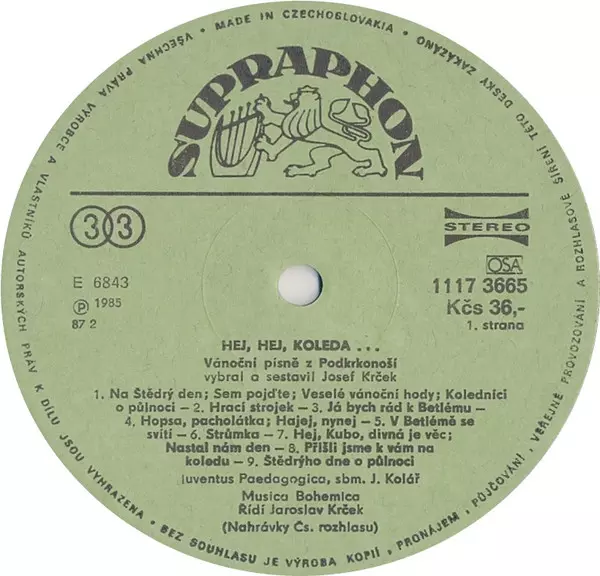 VŠECHNA PRÁVA VÝROBCE A VLASTNÍKŮ AUTORSKÝCH PRÁV K DÍLU JSOU VYHRAZENA • BEZ SOUHLASU JE VÝROBA KOPIÍ, PRONÁJEM, PŮJČOVÁNÍ, VEŘEJNÉ PROVOZOVÁNÍ A ROZHLASOVÉ ŠÍŘENÍ TÉTO DESKY ZAKÁZÁNO • MADE IN CZECHOSLOVAKIA •
SUPRAPHON
33
STEREO
OSA
E 6843
1117 3665
Ⓟ 1985
Kčs 36,-
87 2
1. strana
HEJ, HEJ, KOLEDA ...
Vánoční písně z Podkrkonoší
vybral a sestavil Josef Krček
1. Na Štědrý den; Sem pojďte; Veselé vánoční hody; Koledníci
o půlnoci – 2. Hrací strojek – 3. Já bych rád k Betlému –
4. Hopsa, pacholátka; Hajej, nynej – 5. V Betlémě se
svítí – 6. Strůmka – 7. Hej, Kubo, divná je věc;
Nastal nám den – 8. Přišli jsme k vám na
koledu – 9. Štědrýho dne o půlnoci
Iuventus Paedagogica, sbm. J. Kolář
Musica Bohemica
Řídí Jaroslav Krček
(Nahrávky Čs. rozhlasu)